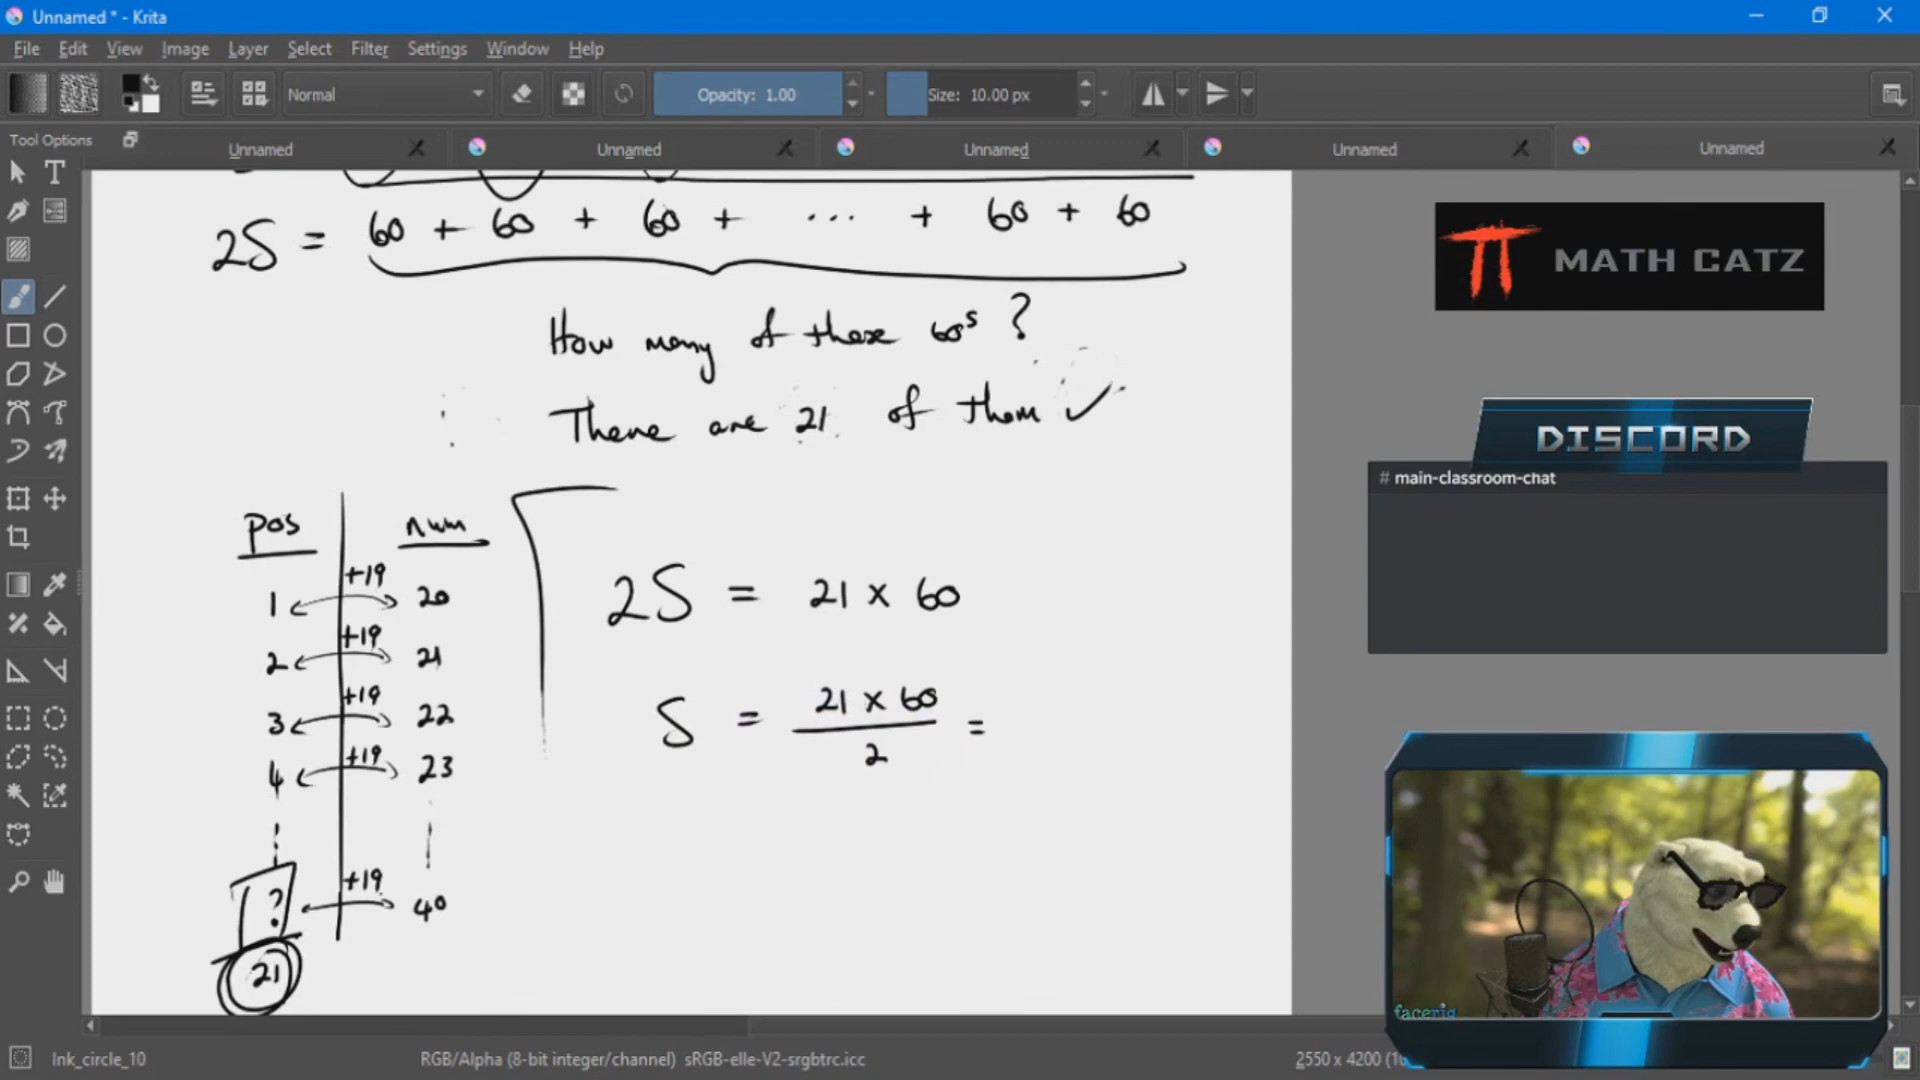 Unnamed * - Krita
File Edit View Image Layer Select Filter Settings Window Help
Normal Opacity: 1.00 Size: 10.00 px
Tool Options Unnamed Unnamed Unnamed Unnamed Unnamed
2S = 60 + 60 + 60 + ... + 60 + 60
How many of these 60s ?
There are 21 of them ✓
pos num
1 +19 20
2 +19 21
3 +19 22
4 +19 23
? +19 40
21
2S = 21 x 60
S = 21 x 60 / 2 =
MATH CATZ
DISCORD
# main-classroom-chat
facerig
Ink_circle_10 RGB/Alpha (8-bit integer/channel) sRGB-elle-V2-srgbtrc.icc 2550 x 4200